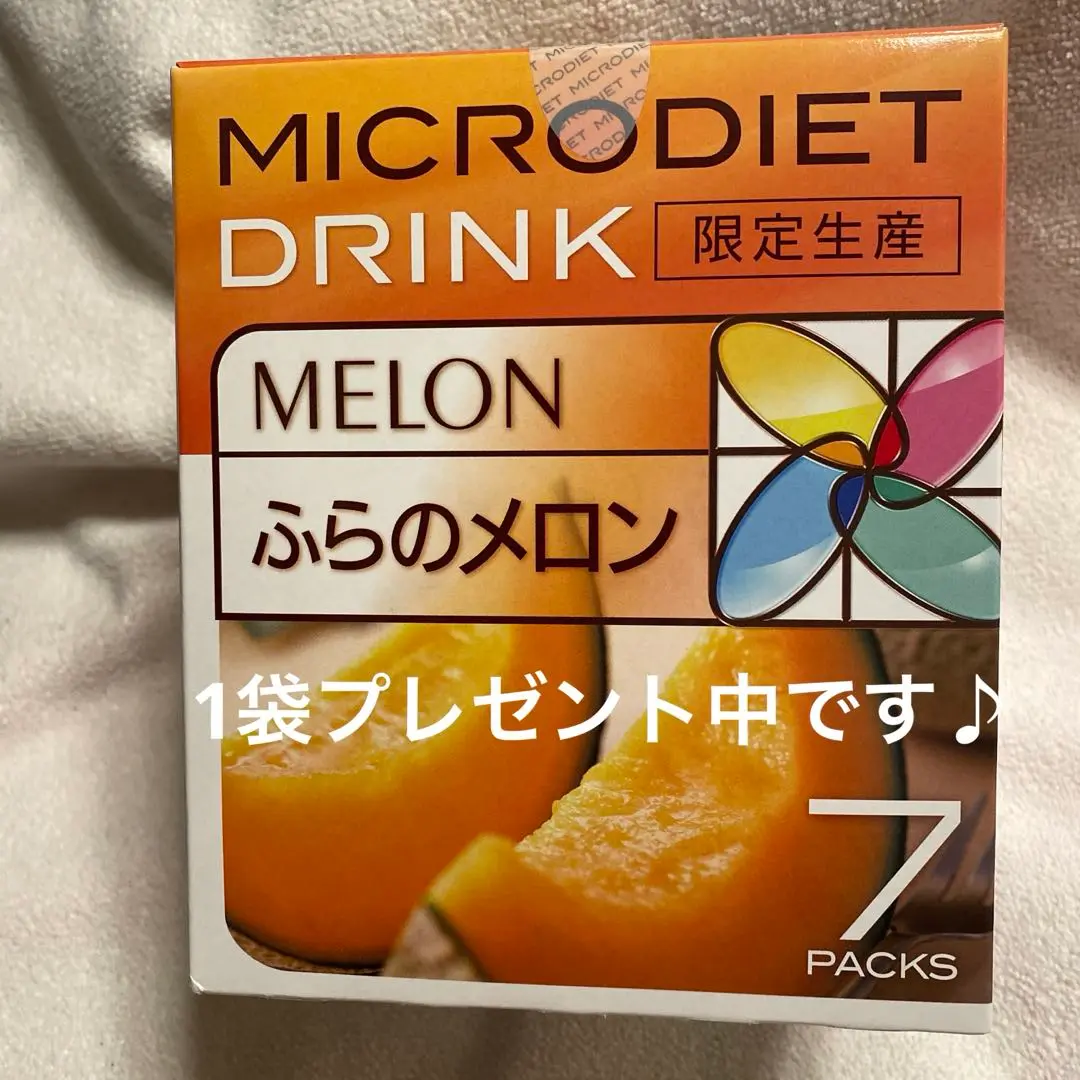 MICRODIET
DRINK 限定生産
MELON
ふらのメロン
1袋プレゼント中です♪
7
PACKS